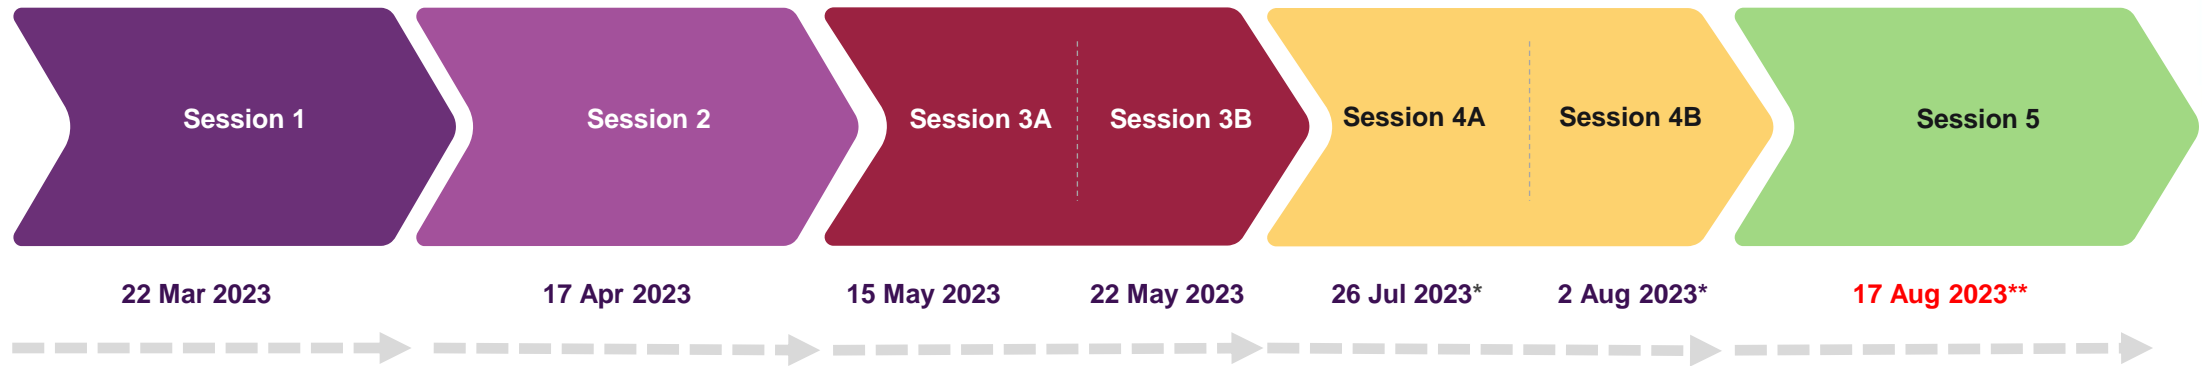 Session 1
Session 2
Session 3A
Session 3B
Session 4A
Session 4B
Session 5
22 Mar 2023
17 Apr 2023
15 May 2023
22 May 2023
26 Jul 2023*
2 Aug 2023*
17 Aug 2023**